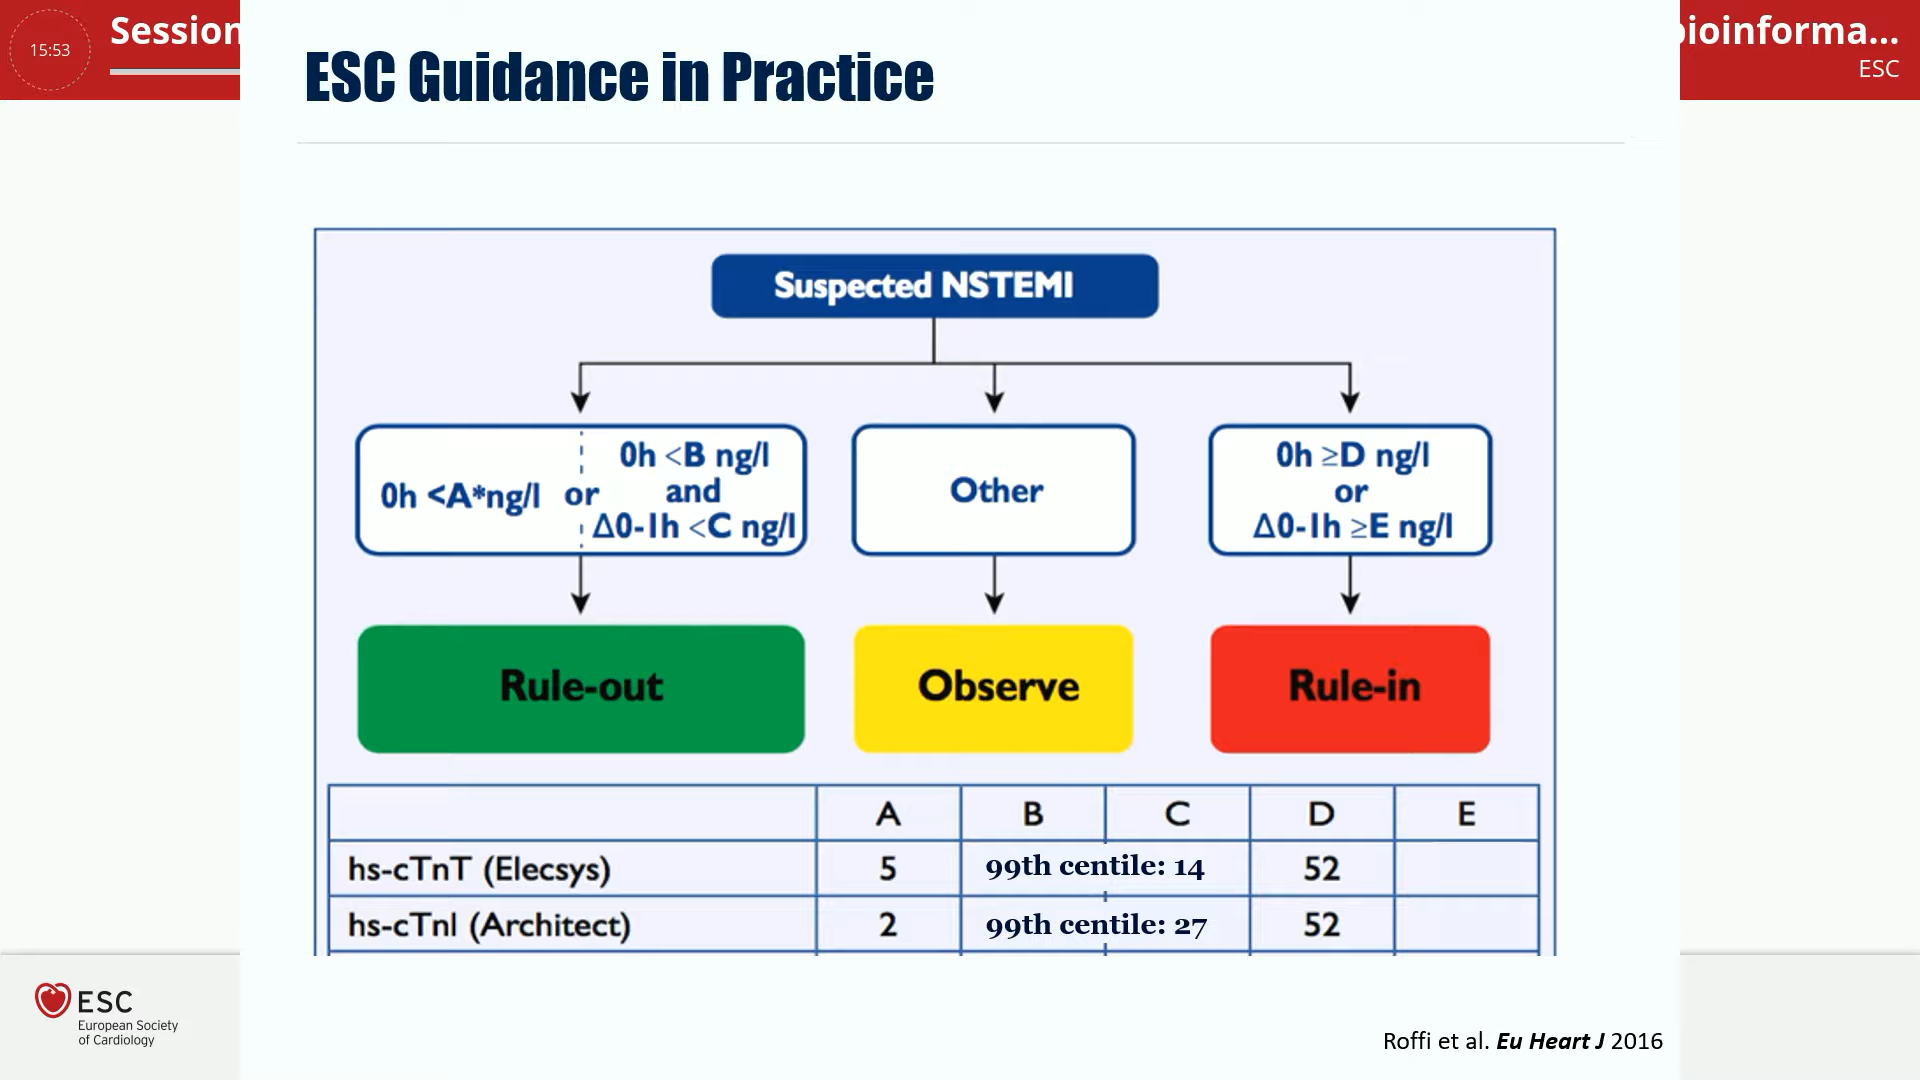 15:53
Session
ioinforma...
ESC
ESC Guidance in Practice
Suspected NSTEMI
0h <A*ng/l or
0h <B ng/l
and
Δ0-1h <C ng/l
Other
0h ≥D ng/l
or
Δ0-1h ≥E ng/l
Rule-out
Observe
Rule-in
A B C D E
hs-cTnT (Elecsys) 5 99th centile: 14 52
hs-cTnI (Architect) 2 99th centile: 27 52
ESC
European Society
of Cardiology
Roffi et al. Eu Heart J 2016